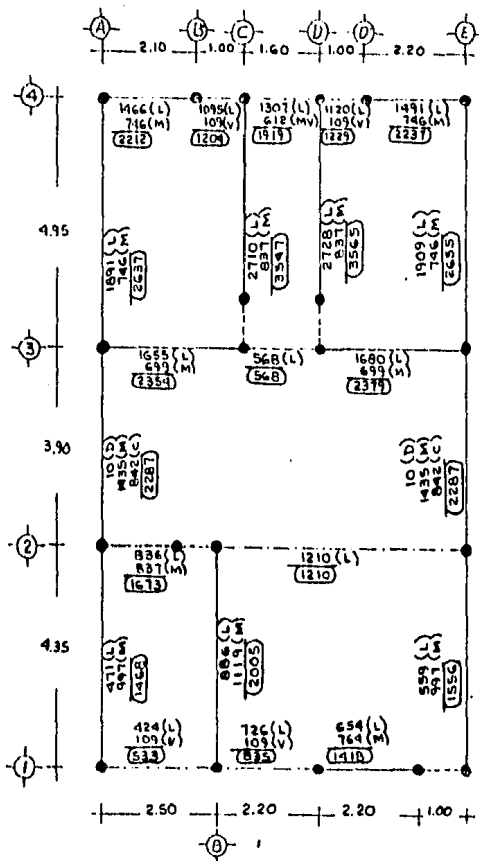 A B C D D E
2.10 1.00 1.60 1.00 2.20
4
1466(L) 1095(L) 1307(L) 1120(L) 1491(L)
746(M) 109(V) 612(MV) 109(V) 746(M)
2212 1204 1919 1229 2237
4.95
1891(L)
746(M)
2637
2710(L)
837(M)
3547
2728(L)
837(M)
3565
1909(L)
746(M)
2655
3
1655(L) 568(L) 1680(L)
699(M) 568 699(M)
2354 2379
3.90
10(D)
1435(M)
842(C)
2287
10(D)
1435(M)
842(C)
2287
2
836(L) 1210(L)
837(M) 1210
1673
4.35
471(L)
997(M)
1468
886(L)
1119(M)
2005
559(L)
997(M)
1556
424(L) 726(L) 654(L)
109(V) 109(V) 764(M)
533 835 1418
1
2.50 2.20 2.20 1.00
B